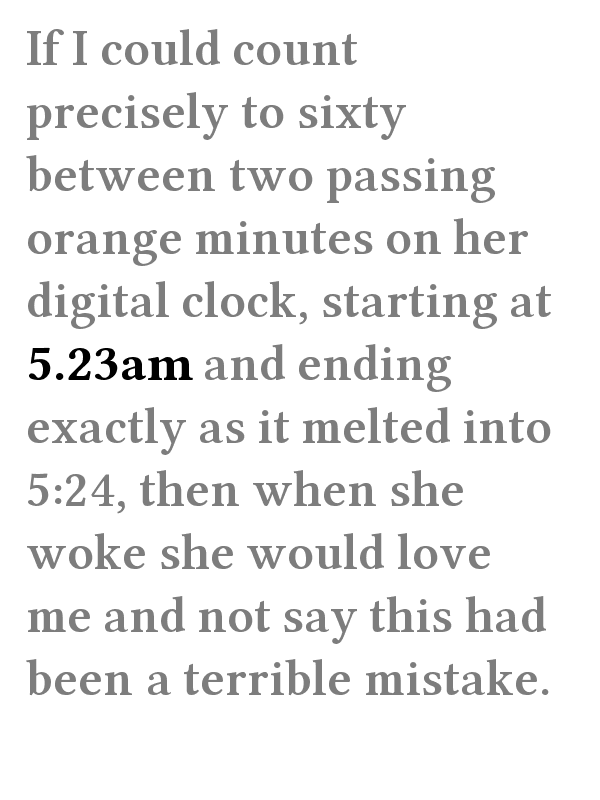 If I could count
precisely to sixty
between two passing
orange minutes on her
digital clock, starting at
5.23am and ending
exactly as it melted into
5:24, then when she
woke she would love
me and not say this had
been a terrible mistake.